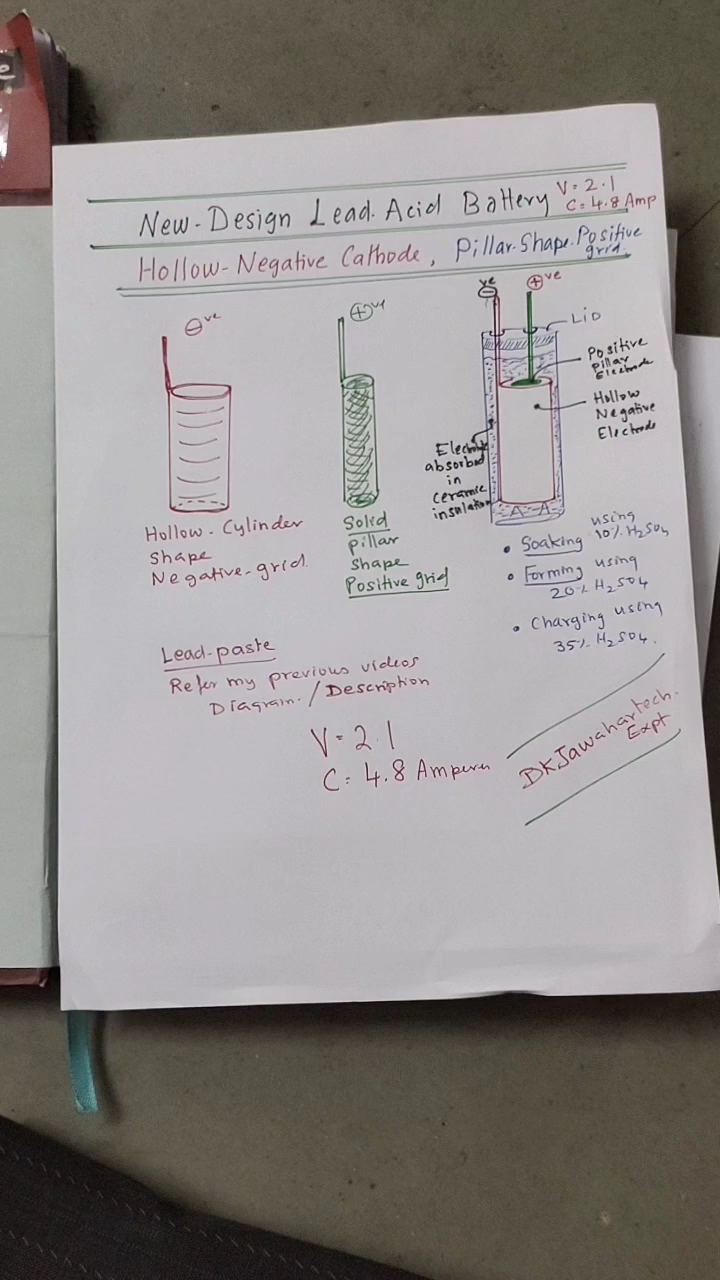 New-Design Lead-Acid Battery V=2.1
C=4.8 Amp
Hollow-Negative Cathode, Pillar-Shape-Positive
grid.
⊖ve
⊕ve
⊖
ve
⊕ve
LiD
Positive
pillar
Electrode
Hollow
Negative
Electrode
absorbed
in
ceramic
insulation
Hollow-Cylinder
Shape
Negative-grid.
Solid
pillar
shape
Positive grid
• Soaking using
10% H2SO4
• Forming using
20% H2SO4
• Charging using
35% H2SO4.
Lead-paste
Refer my previous videos
Diagram/Description
V=2.1
C=4.8 Ampere
DKJawahartech.
Expt